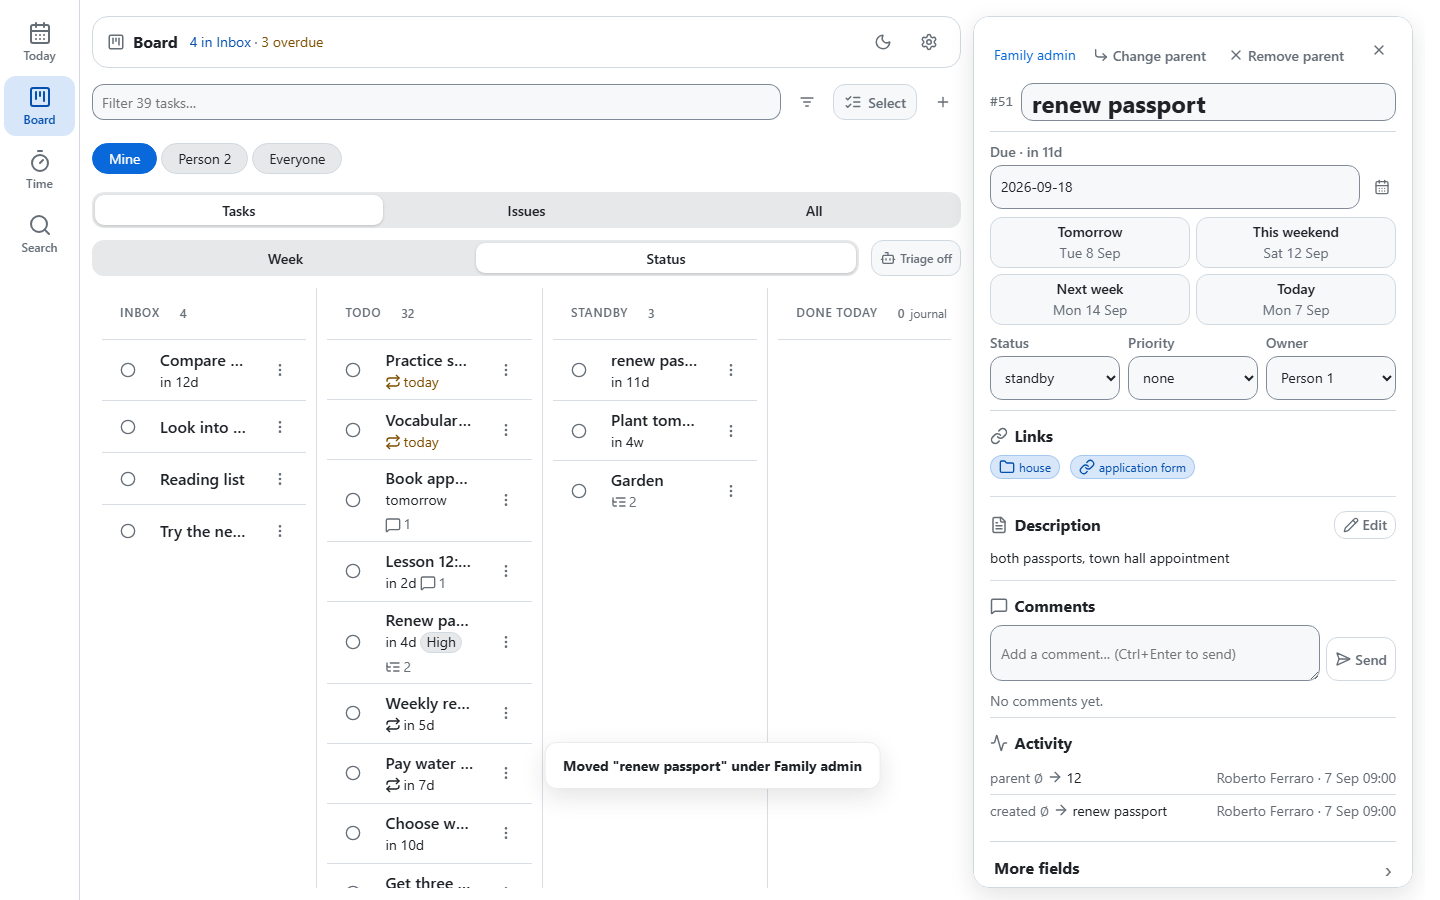 Today
Board
Time
Search
Board 4 in Inbox · 3 overdue
Filter 39 tasks...
Select
Mine
Person 2
Everyone
Tasks
Issues
All
Week
Status
Triage off
INBOX 4
Compare ...
in 12d
Look into ...
Reading list
Try the ne...
TODO 32
Practice s...
today
Vocabular...
today
Book app...
tomorrow
1
Lesson 12:...
in 2d 1
Renew pa...
in 4d High
2
Weekly re...
in 5d
Pay water ...
in 7d
Choose w...
in 10d
Get three ...
STANDBY 3
renew pas...
in 11d
Plant tom...
in 4w
Garden
2
DONE TODAY 0 journal
Moved "renew passport" under Family admin
Family admin
Change parent
Remove parent
#51 renew passport
Due · in 11d
2026-09-18
Tomorrow
Tue 8 Sep
This weekend
Sat 12 Sep
Next week
Mon 14 Sep
Today
Mon 7 Sep
Status
standby
Priority
none
Owner
Person 1
Links
house
application form
Description
Edit
both passports, town hall appointment
Comments
Add a comment... (Ctrl+Enter to send)
Send
No comments yet.
Activity
parent ∅ → 12 Roberto Ferraro · 7 Sep 09:00
created ∅ → renew passport Roberto Ferraro · 7 Sep 09:00
More fields